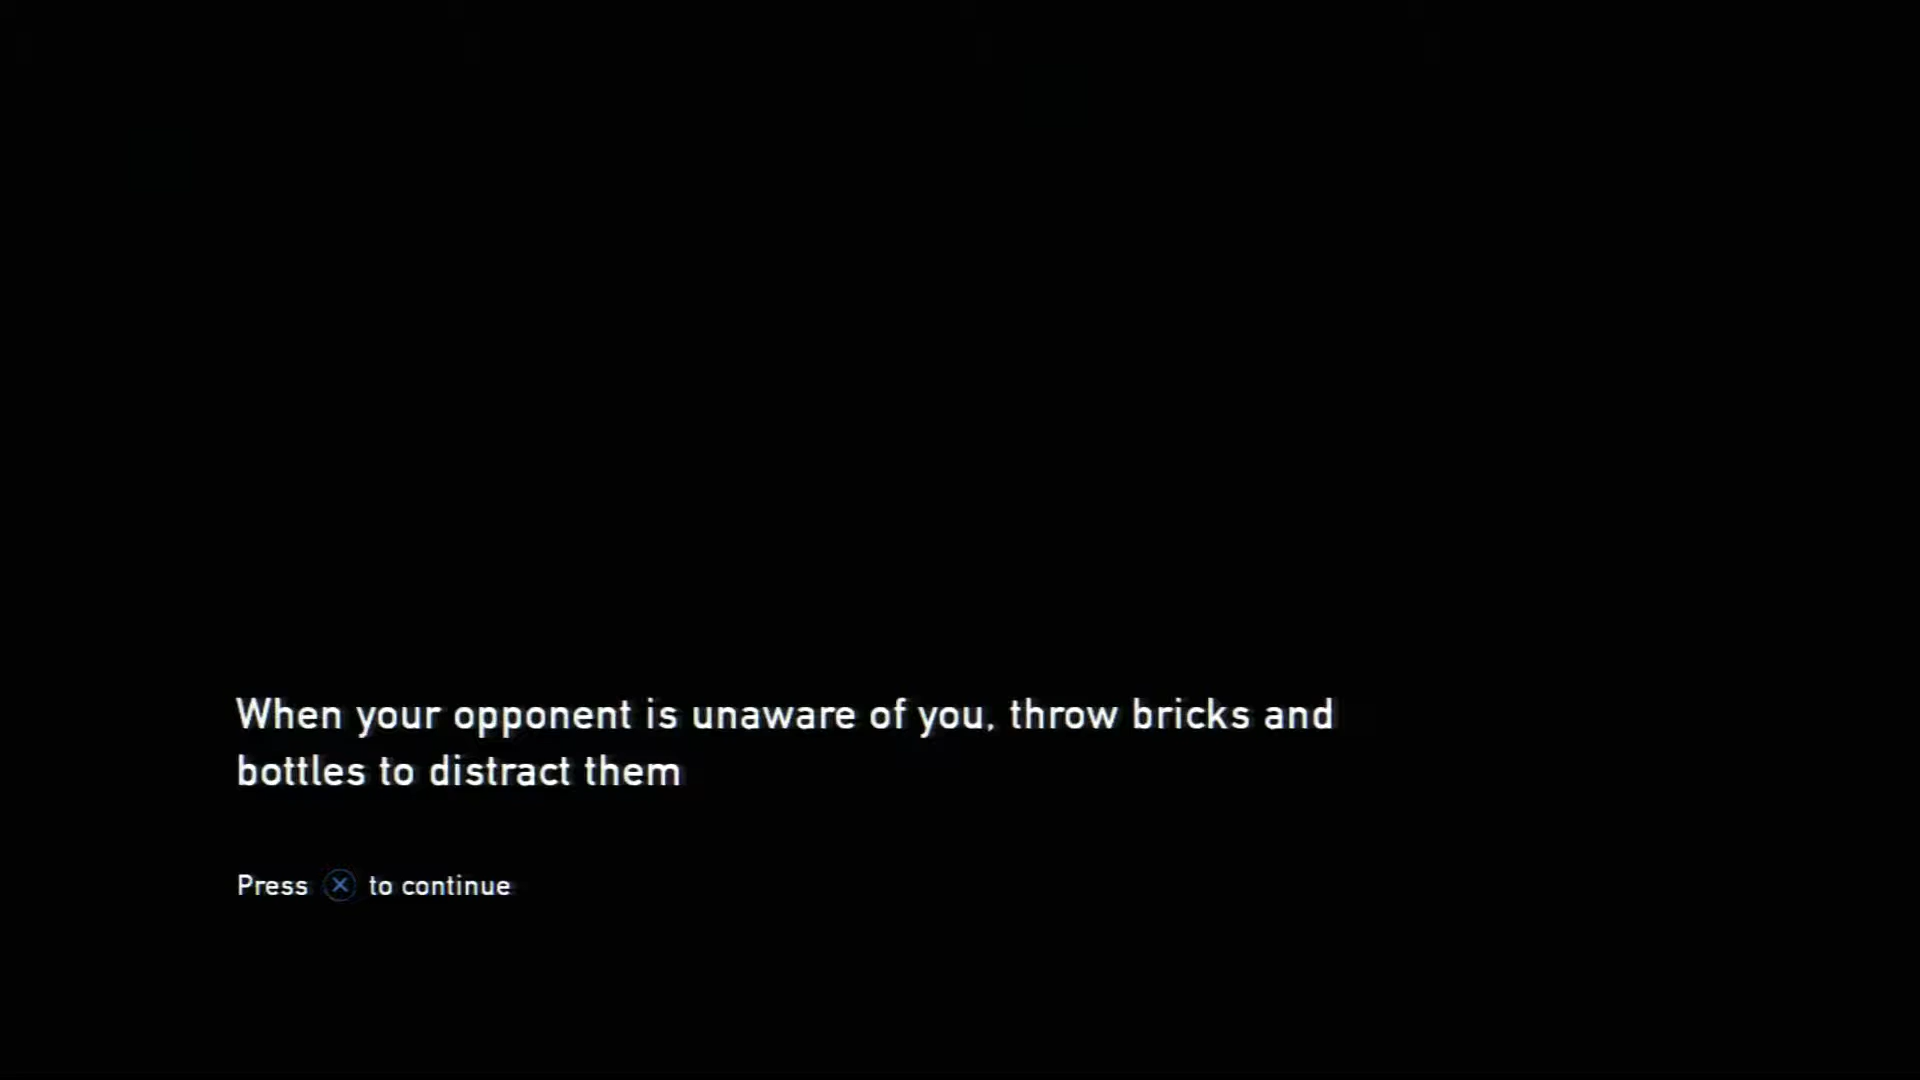 When your opponent is unaware of you, throw bricks and
bottles to distract them
Press ⓧ to continue